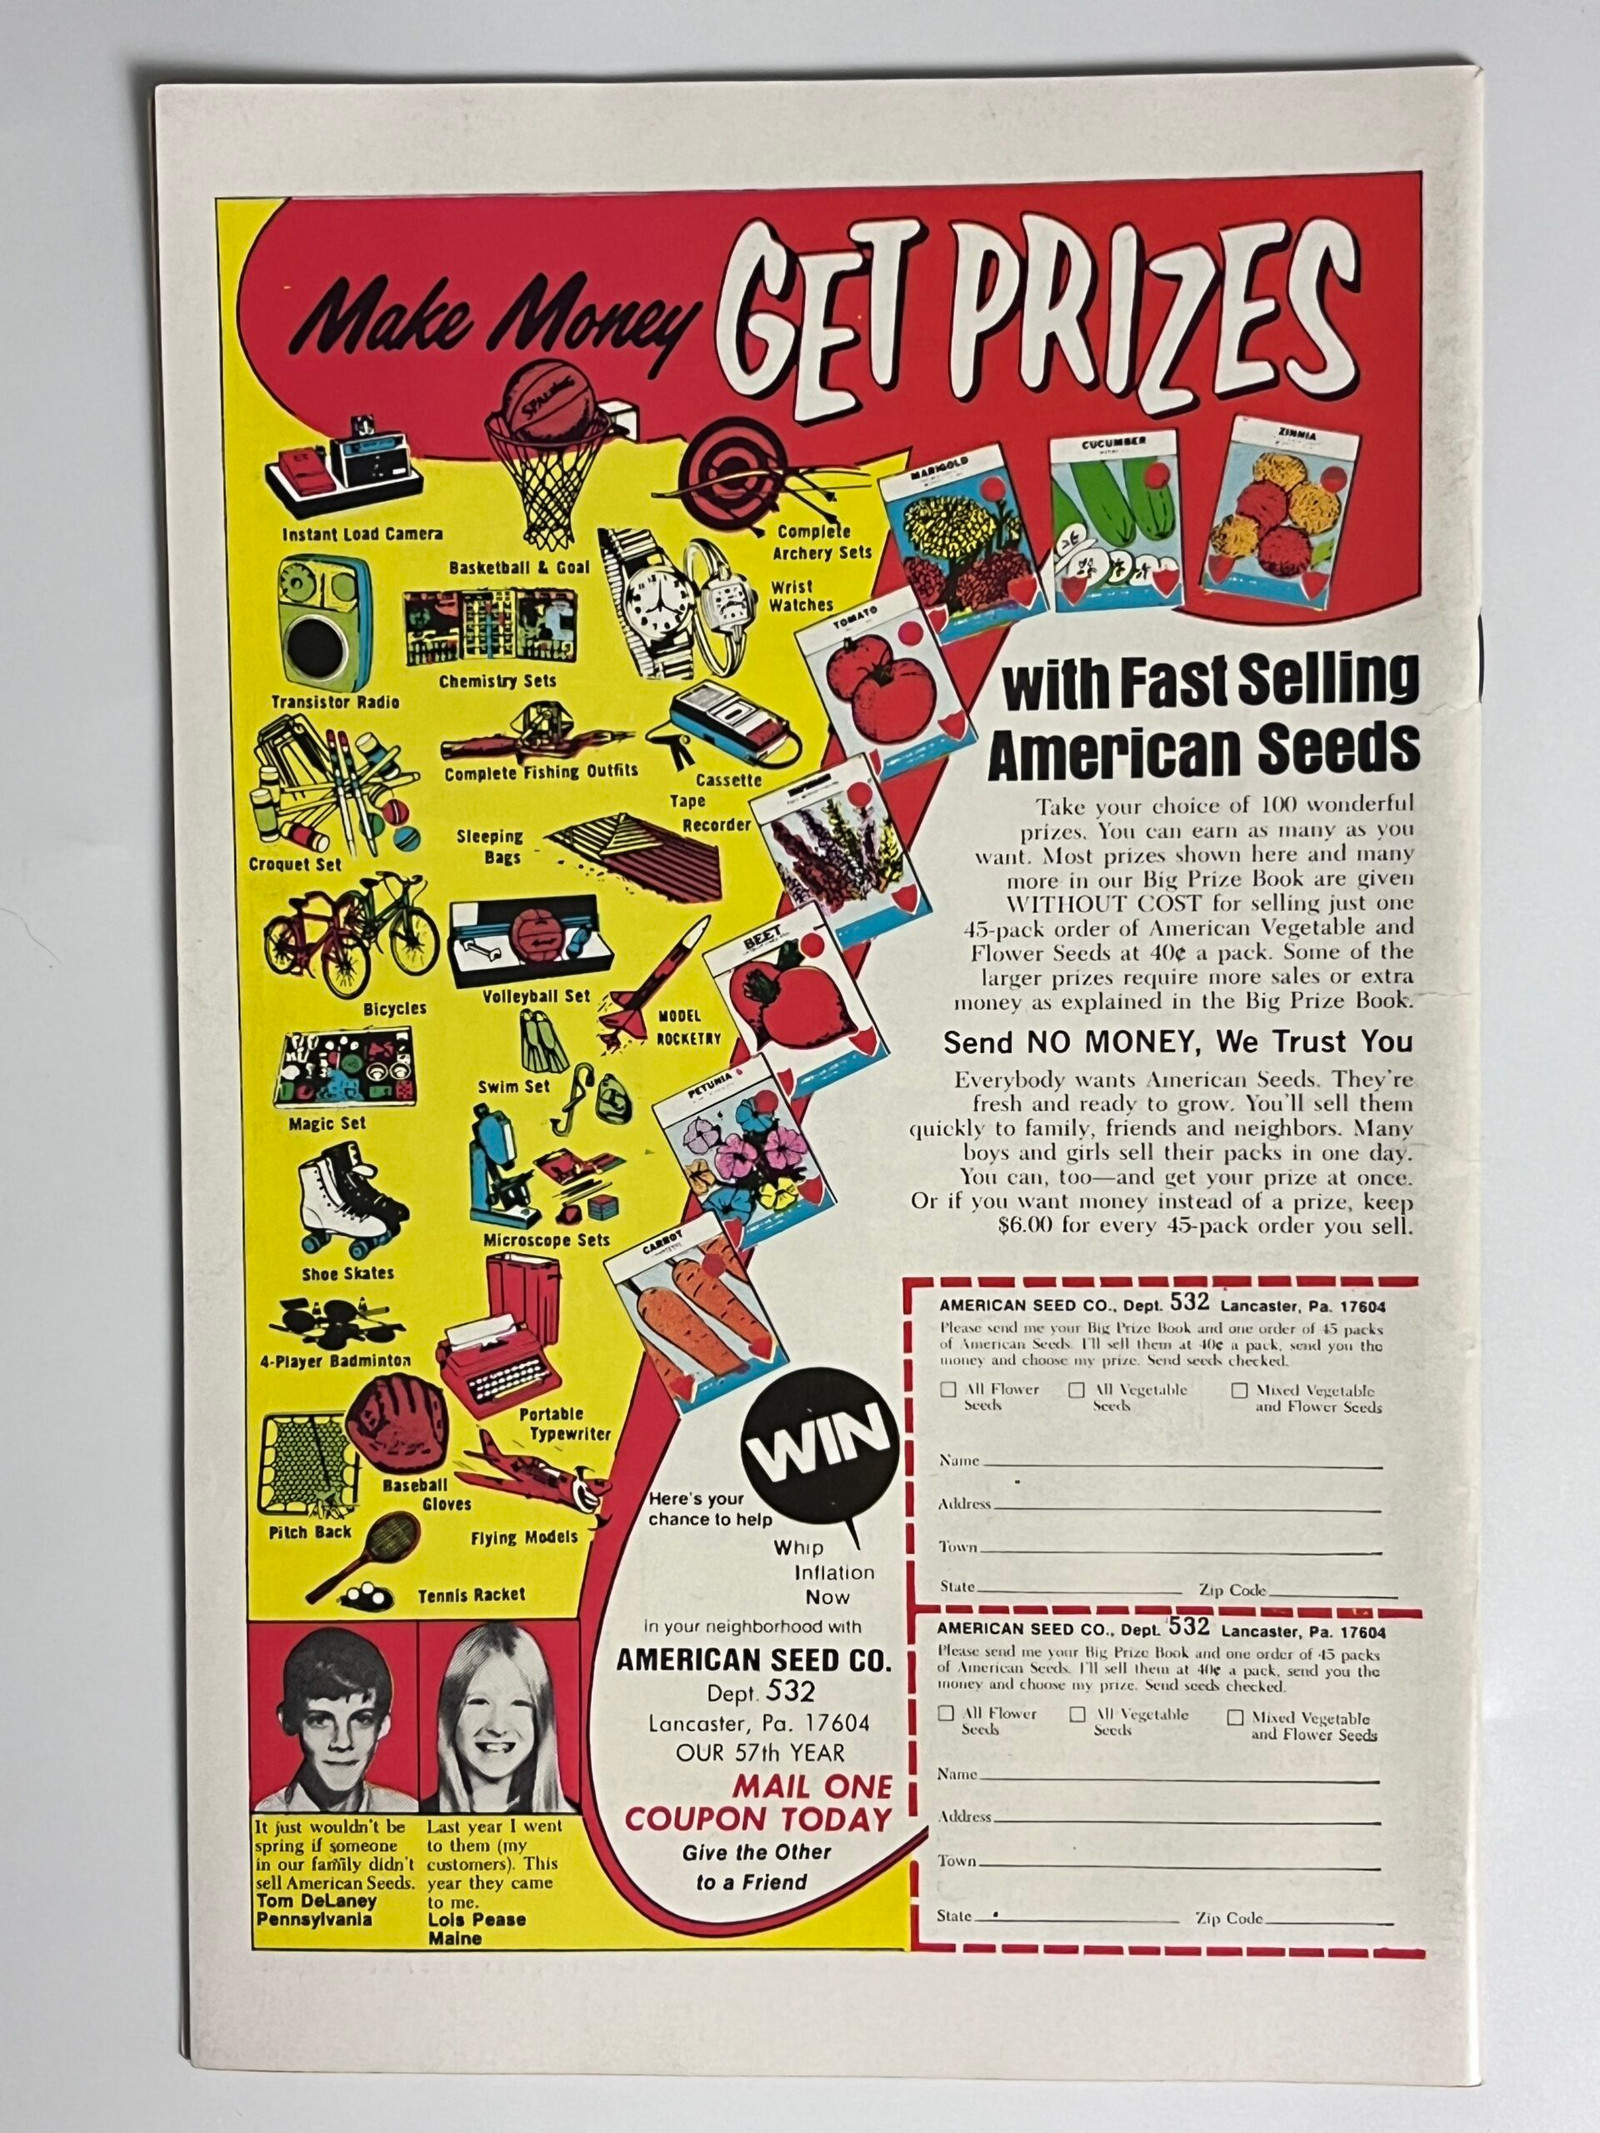 Make Money GET PRIZES
SPALDING
Instant Load Camera
Basketball & Goal
Complete
Archery Sets
Wrist
Watches
Transistor Radio
Chemistry Sets
Complete Fishing Outfits
Cassette
Tape
Recorder
Croquet Set
Sleeping
Bags
Bicycles
Volleyball Set
MODEL
ROCKETRY
Magic Set
Swim Set
Shoe Skates
Microscope Sets
4-Player Badminton
Portable
Typewriter
Pitch Back
Baseball
Gloves
Flying Models
Tennis Racket
MARIGOLD
CUCUMBER
ZINNIA
TOMATO
BEET
PETUNIA
CARROT
with Fast Selling
American Seeds
Take your choice of 100 wonderful
prizes. You can earn as many as you
want. Most prizes shown here and many
more in our Big Prize Book are given
WITHOUT COST for selling just one
45-pack order of American Vegetable and
Flower Seeds at 40¢ a pack. Some of the
larger prizes require more sales or extra
money as explained in the Big Prize Book.
Send NO MONEY, We Trust You
Everybody wants American Seeds. They're
fresh and ready to grow. You'll sell them
quickly to family, friends and neighbors. Many
boys and girls sell their packs in one day.
You can, too—and get your prize at once.
Or if you want money instead of a prize, keep
$6.00 for every 45-pack order you sell.
WIN
Here's your
chance to help
Whip
Inflation
Now
in your neighborhood with
AMERICAN SEED CO.
Dept. 532
Lancaster, Pa. 17604
OUR 57th YEAR
MAIL ONE
COUPON TODAY
Give the Other
to a Friend
It just wouldn't be
spring if someone
in our family didn't
sell American Seeds.
Tom DeLaney
Pennsylvania
Last year I went
to them (my
customers). This
year they came
to me.
Lois Pease
Maine
AMERICAN SEED CO., Dept. 532 Lancaster, Pa. 17604
Please send me your Big Prize Book and one order of 45 packs
of American Seeds. I'll sell them at 40¢ a pack, send you the
money and choose my prize. Send seeds checked.
All Flower
Seeds
All Vegetable
Seeds
Mixed Vegetable
and Flower Seeds
Name
Address
Town
State Zip Code
AMERICAN SEED CO., Dept. 532 Lancaster, Pa. 17604
Please send me your Big Prize Book and one order of 45 packs
of American Seeds. I'll sell them at 40¢ a pack, send you the
money and choose my prize. Send seeds checked.
All Flower
Seeds
All Vegetable
Seeds
Mixed Vegetable
and Flower Seeds
Name
Address
Town
State Zip Code